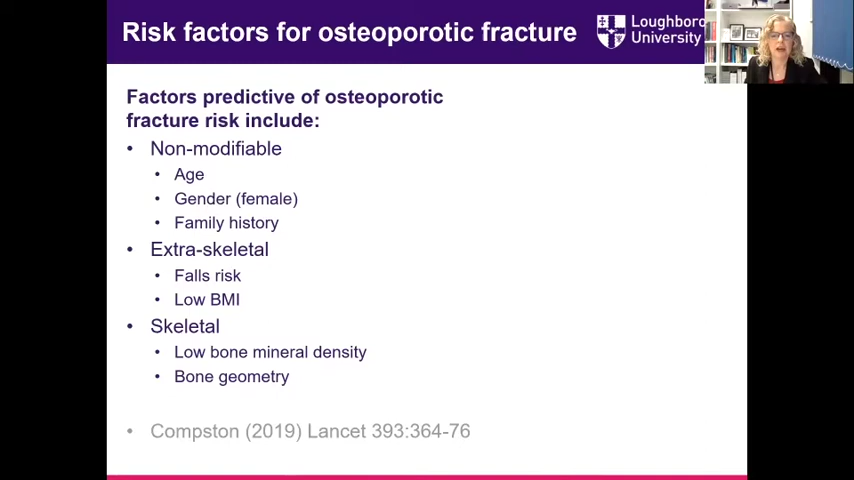 Risk factors for osteoporotic fracture
Loughboro
University
Factors predictive of osteoporotic
fracture risk include:
• Non-modifiable
• Age
• Gender (female)
• Family history
• Extra-skeletal
• Falls risk
• Low BMI
• Skeletal
• Low bone mineral density
• Bone geometry
• Compston (2019) Lancet 393:364-76